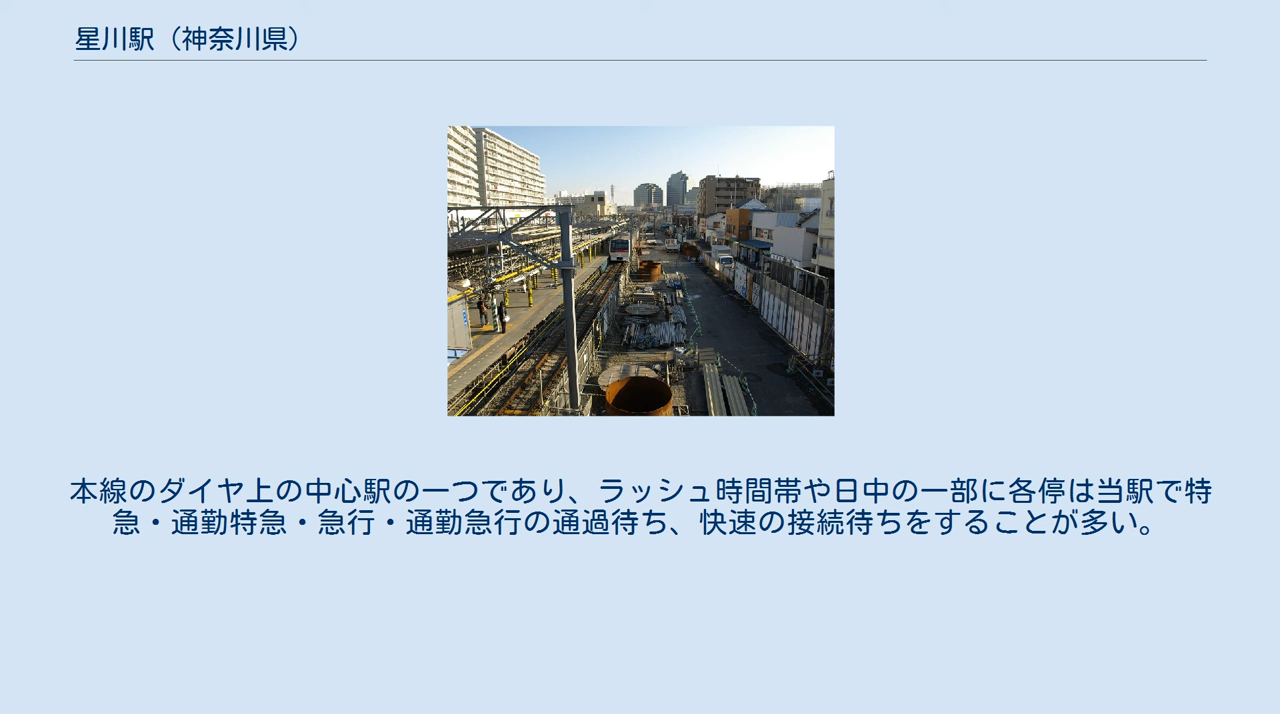 星川駅（神奈川県）
本線のダイヤ上の中心駅の一つであり、ラッシュ時間帯や日中の一部に各停は当駅で特
急・通勤特急・急行・通勤急行の通過待ち、快速の接続待ちをすることが多い。